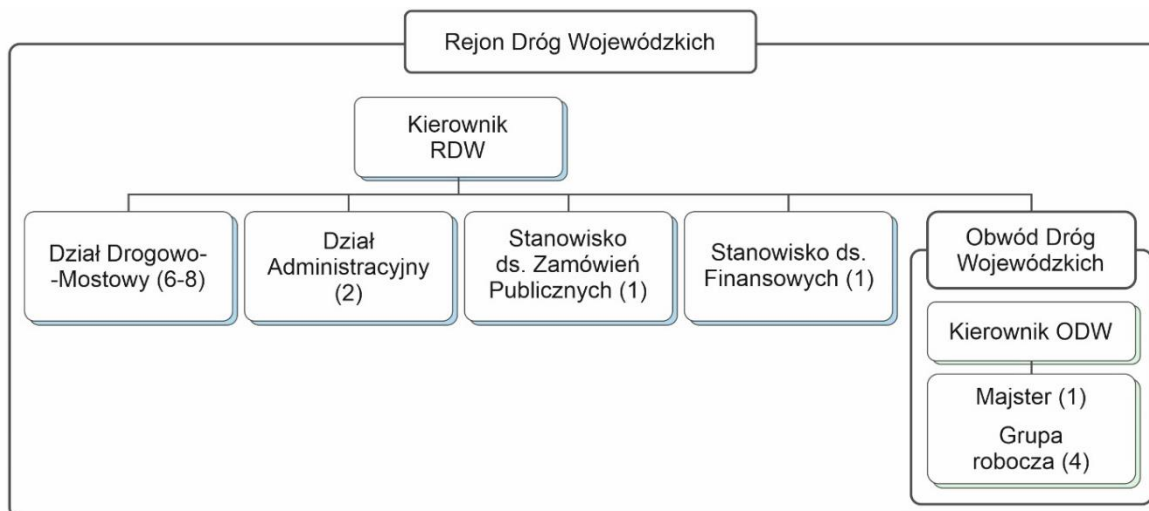 Rejon Dróg Wojewódzkich
Kierownik
RDW
Dział Drogowo-
-Mostowy (6-8)
Dział
Administracyjny
(2)
Stanowisko
ds. Zamówień
Publicznych (1)
Stanowisko ds.
Finansowych (1)
Obwód Dróg
Wojewódzkich
Kierownik ODW
Majster (1)
Grupa
robocza (4)